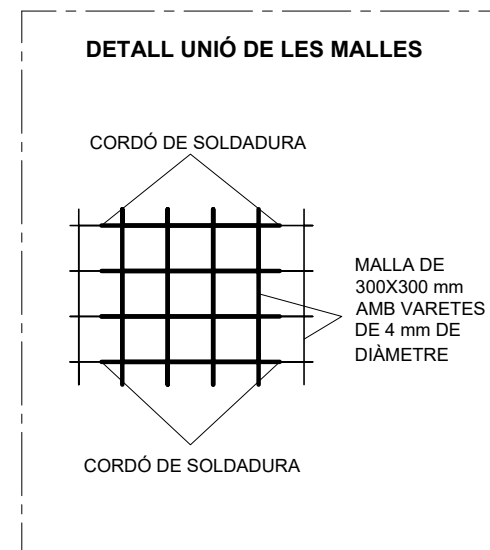 DETALL UNIÓ DE LES MALLES
CORDÓ DE SOLDADURA
MALLA DE
300X300 mm
AMB VARETES
DE 4 mm DE
DIÀMETRE
CORDÓ DE SOLDADURA